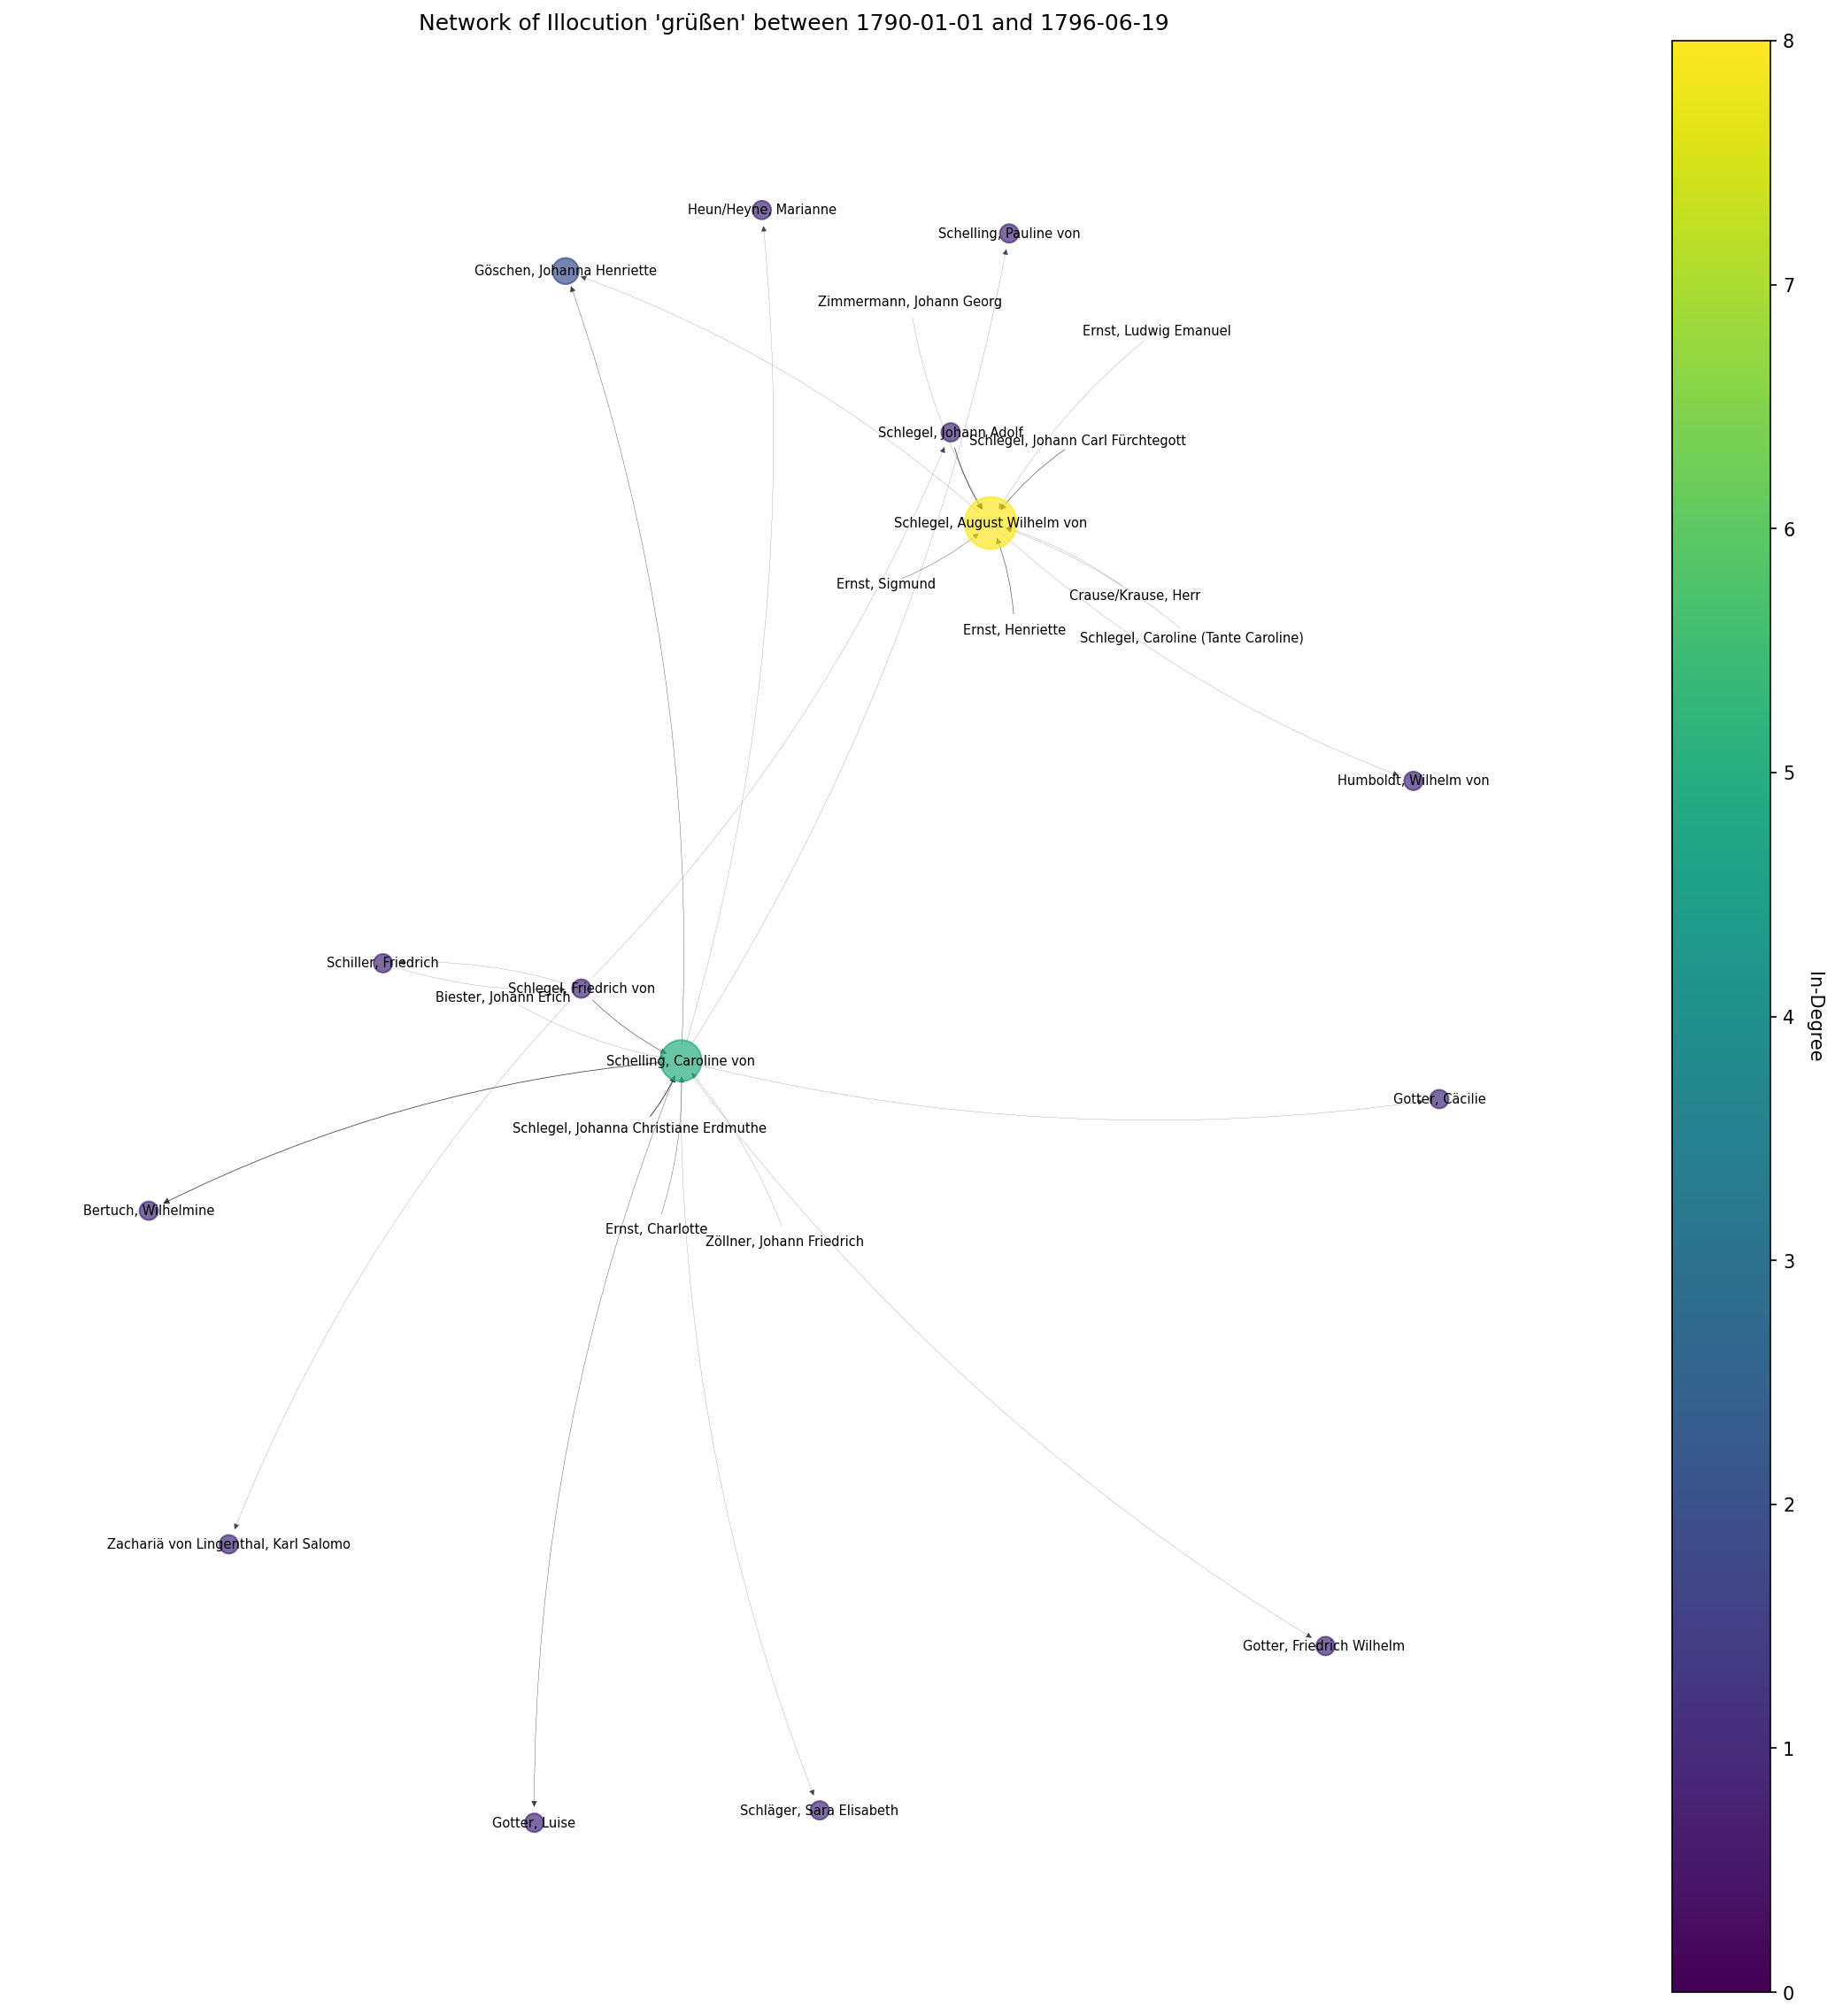 Network of Illocution 'grüßen' between 1790-01-01 and 1796-06-19
Heun/Heyne, Marianne
Schelling, Pauline von
Göschen, Johanna Henriette
Zimmermann, Johann Georg
Ernst, Ludwig Emanuel
Schlegel, Johann Adolf
Schlegel, Johann Carl Fürchtegott
Schlegel, August Wilhelm von
Ernst, Sigmund
Crause/Krause, Herr
Ernst, Henriette
Schlegel, Caroline (Tante Caroline)
Humboldt, Wilhelm von
Schiller, Friedrich
Schlegel, Friedrich von
Biester, Johann Erich
Schelling, Caroline von
Gotter, Cäcilie
Schlegel, Johanna Christiane Erdmuthe
Bertuch, Wilhelmine
Ernst, Charlotte
Zöllner, Johann Friedrich
Zachariä von Lingenthal, Karl Salomo
Gotter, Friedrich Wilhelm
Schläger, Sara Elisabeth
Gotter, Luise
8
7
6
5
4
3
2
1
0
In-Degree